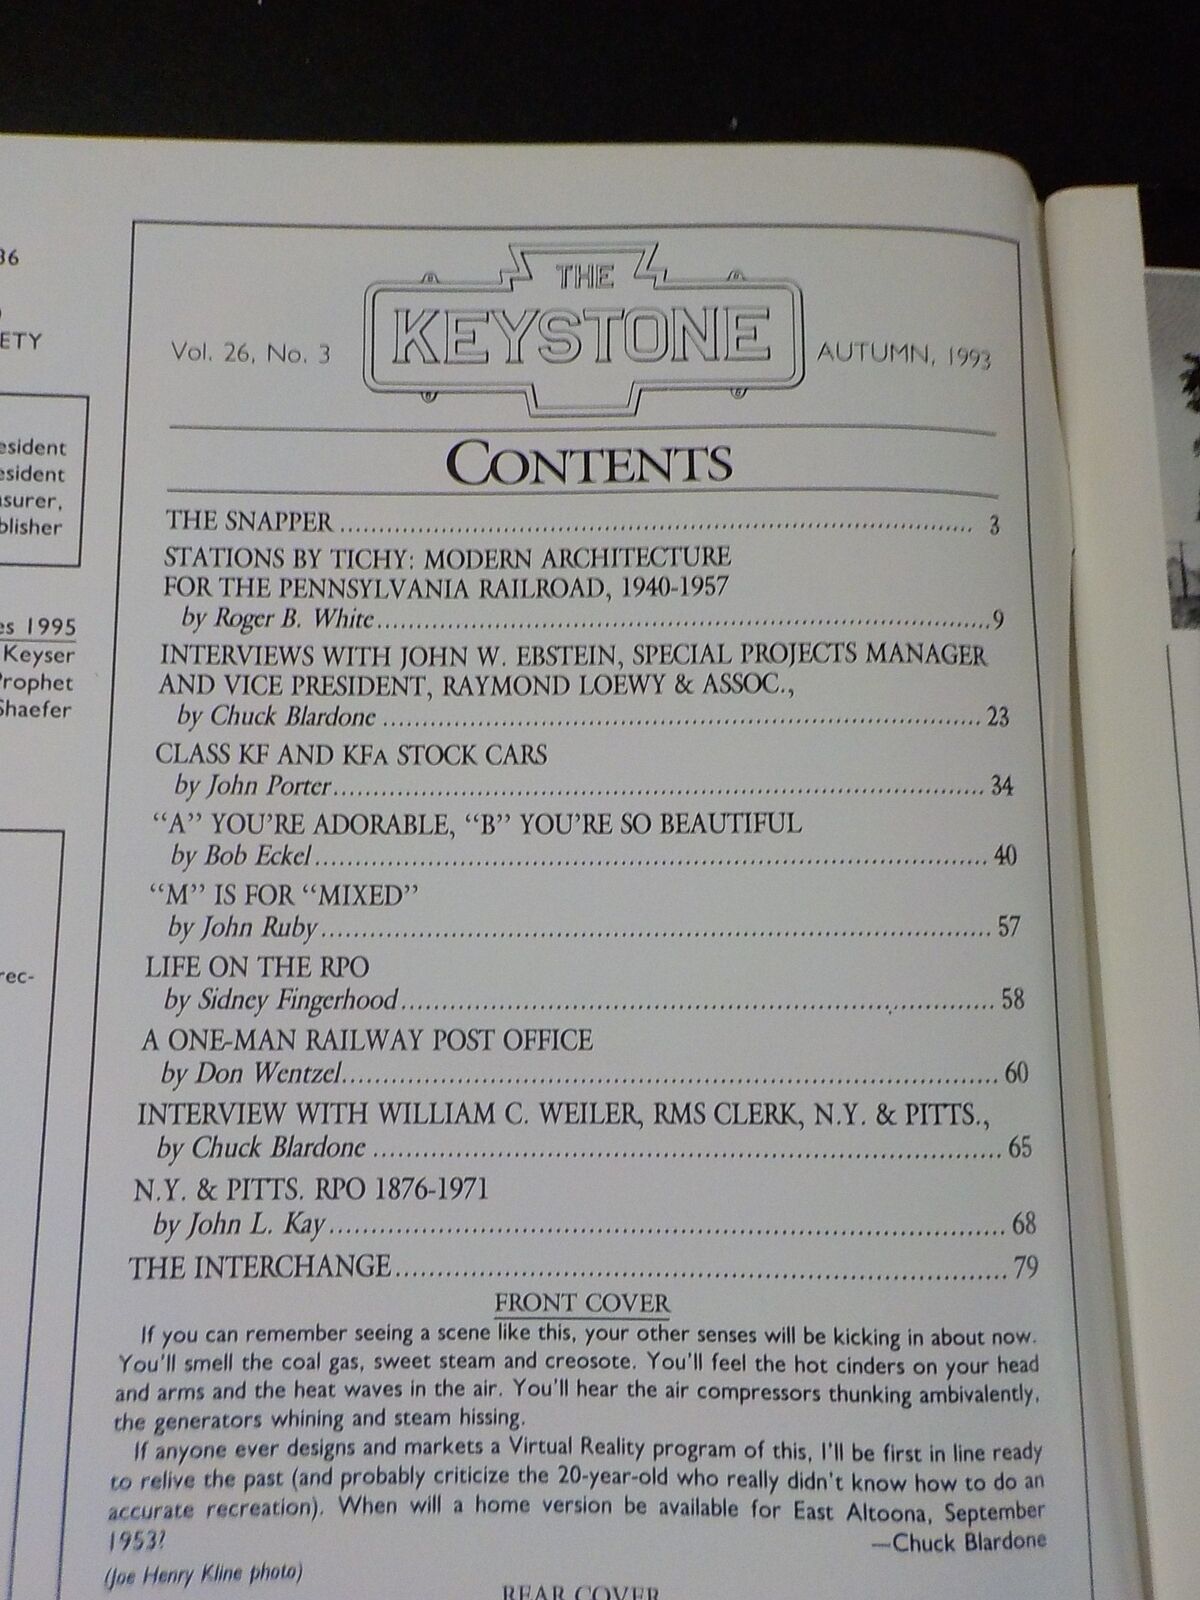 36
ETY
esident
esident
asurer,
blisher
es 1995
Keyser
Prophet
Shaefer
rec-
THE
KEYSTONE
Vol. 26, No. 3
AUTUMN, 1993
CONTENTS
THE SNAPPER 3
STATIONS BY TICHY: MODERN ARCHITECTURE
FOR THE PENNSYLVANIA RAILROAD, 1940-1957
by Roger B. White 9
INTERVIEWS WITH JOHN W. EBSTEIN, SPECIAL PROJECTS MANAGER
AND VICE PRESIDENT, RAYMOND LOEWY & ASSOC.,
by Chuck Blardone 23
CLASS KF AND KFA STOCK CARS
by John Porter 34
"A" YOU'RE ADORABLE, "B" YOU'RE SO BEAUTIFUL
by Bob Eckel 40
"M" IS FOR "MIXED"
by John Ruby 57
LIFE ON THE RPO
by Sidney Fingerhood 58
A ONE-MAN RAILWAY POST OFFICE
by Don Wentzel 60
INTERVIEW WITH WILLIAM C. WEILER, RMS CLERK, N.Y. & PITTS.,
by Chuck Blardone 65
N.Y. & PITTS. RPO 1876-1971
by John L. Kay 68
THE INTERCHANGE 79
FRONT COVER
If you can remember seeing a scene like this, your other senses will be kicking in about now.
You'll smell the coal gas, sweet steam and creosote. You'll feel the hot cinders on your head
and arms and the heat waves in the air. You'll hear the air compressors thunking ambivalently,
the generators whining and steam hissing.
If anyone ever designs and markets a Virtual Reality program of this, I'll be first in line ready
to relive the past (and probably criticize the 20-year-old who really didn't know how to do an
accurate recreation). When will a home version be available for East Altoona, September
1953?
—Chuck Blardone
(Joe Henry Kline photo)
REAR COVER